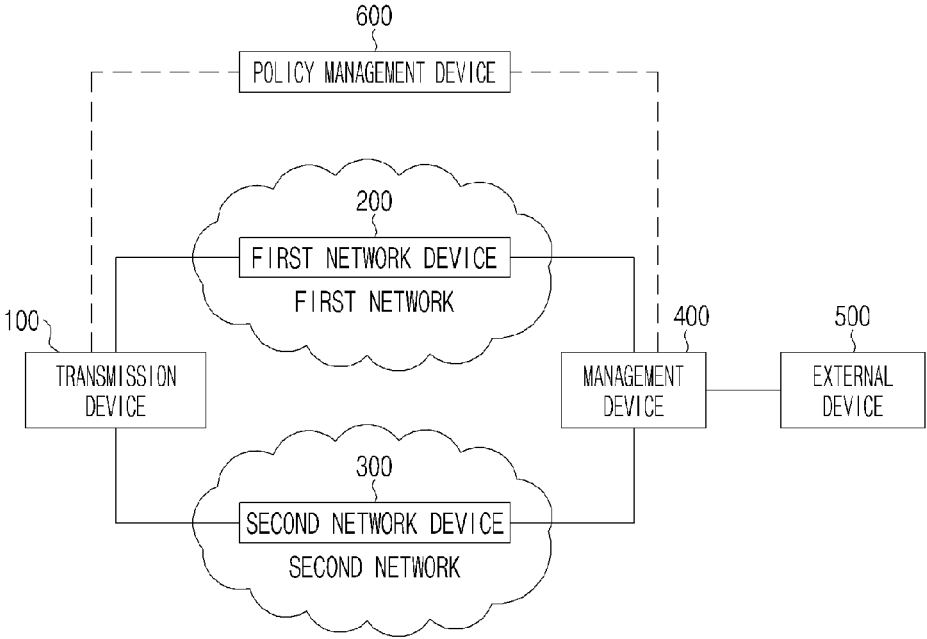 600
POLICY MANAGEMENT DEVICE
200
FIRST NETWORK DEVICE
FIRST NETWORK
100
TRANSMISSION
DEVICE
400
MANAGEMENT
DEVICE
500
EXTERNAL
DEVICE
300
SECOND NETWORK DEVICE
SECOND NETWORK